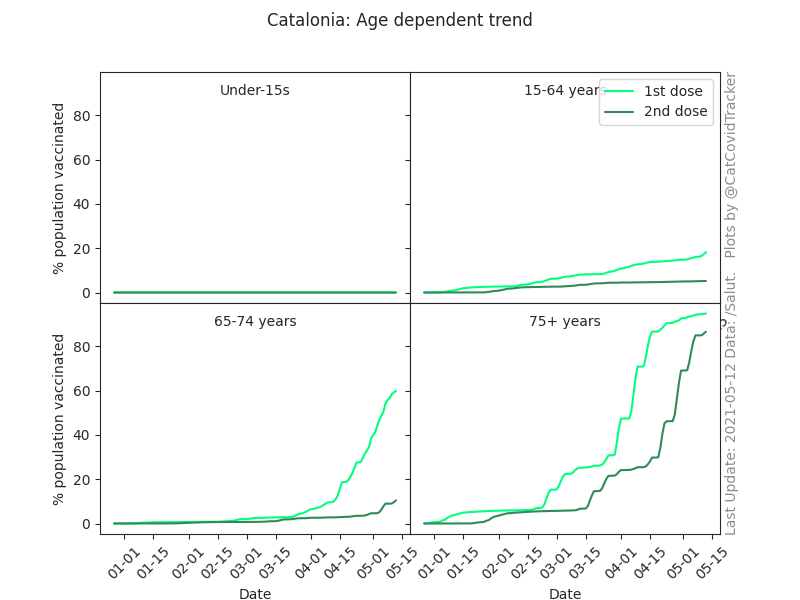 Catalonia: Age dependent trend
Under-15s
15-64 years
1st dose
2nd dose
% population vaccinated
80
60
40
20
0
65-74 years
75+ years
% population vaccinated
80
60
40
20
0
01-01
01-15
02-01
02-15
03-01
03-15
04-01
04-15
05-01
05-15
01-01
01-15
02-01
02-15
03-01
03-15
04-01
04-15
05-01
05-15
Date
Date
Last Update: 2021-05-12 Data: /Salut. Plots by @CatCovidTracker